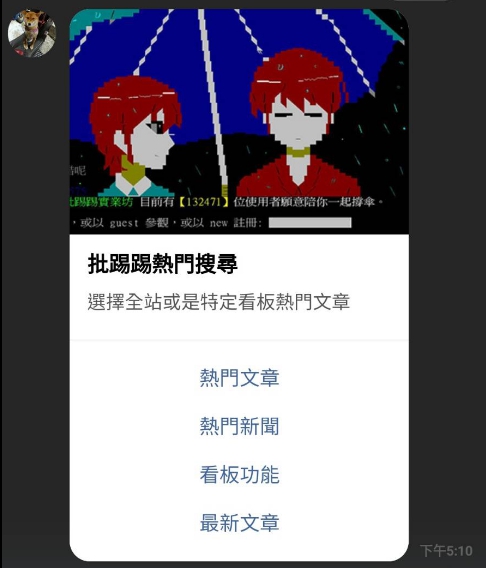 時呢
批踢踢實業坊 目前有【132471】位使用者願意陪你一起撐傘。
，或以 guest 參觀，或以 new 註冊：
批踢踢熱門搜尋
選擇全站或是特定看板熱門文章
熱門文章
熱門新聞
看板功能
最新文章
下午5:10